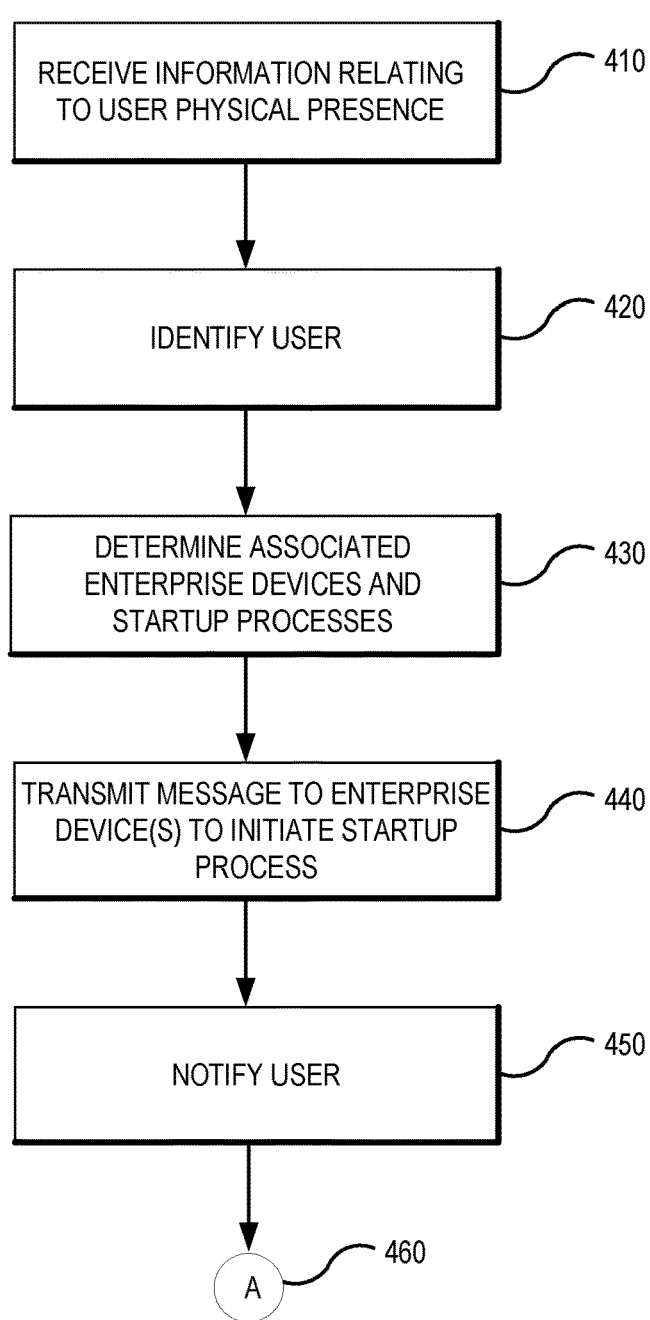 RECEIVE INFORMATION RELATING
TO USER PHYSICAL PRESENCE
410
IDENTIFY USER
420
DETERMINE ASSOCIATED
ENTERPRISE DEVICES AND
STARTUP PROCESSES
430
TRANSMIT MESSAGE TO ENTERPRISE
DEVICE(S) TO INITIATE STARTUP
PROCESS
440
NOTIFY USER
450
A
460